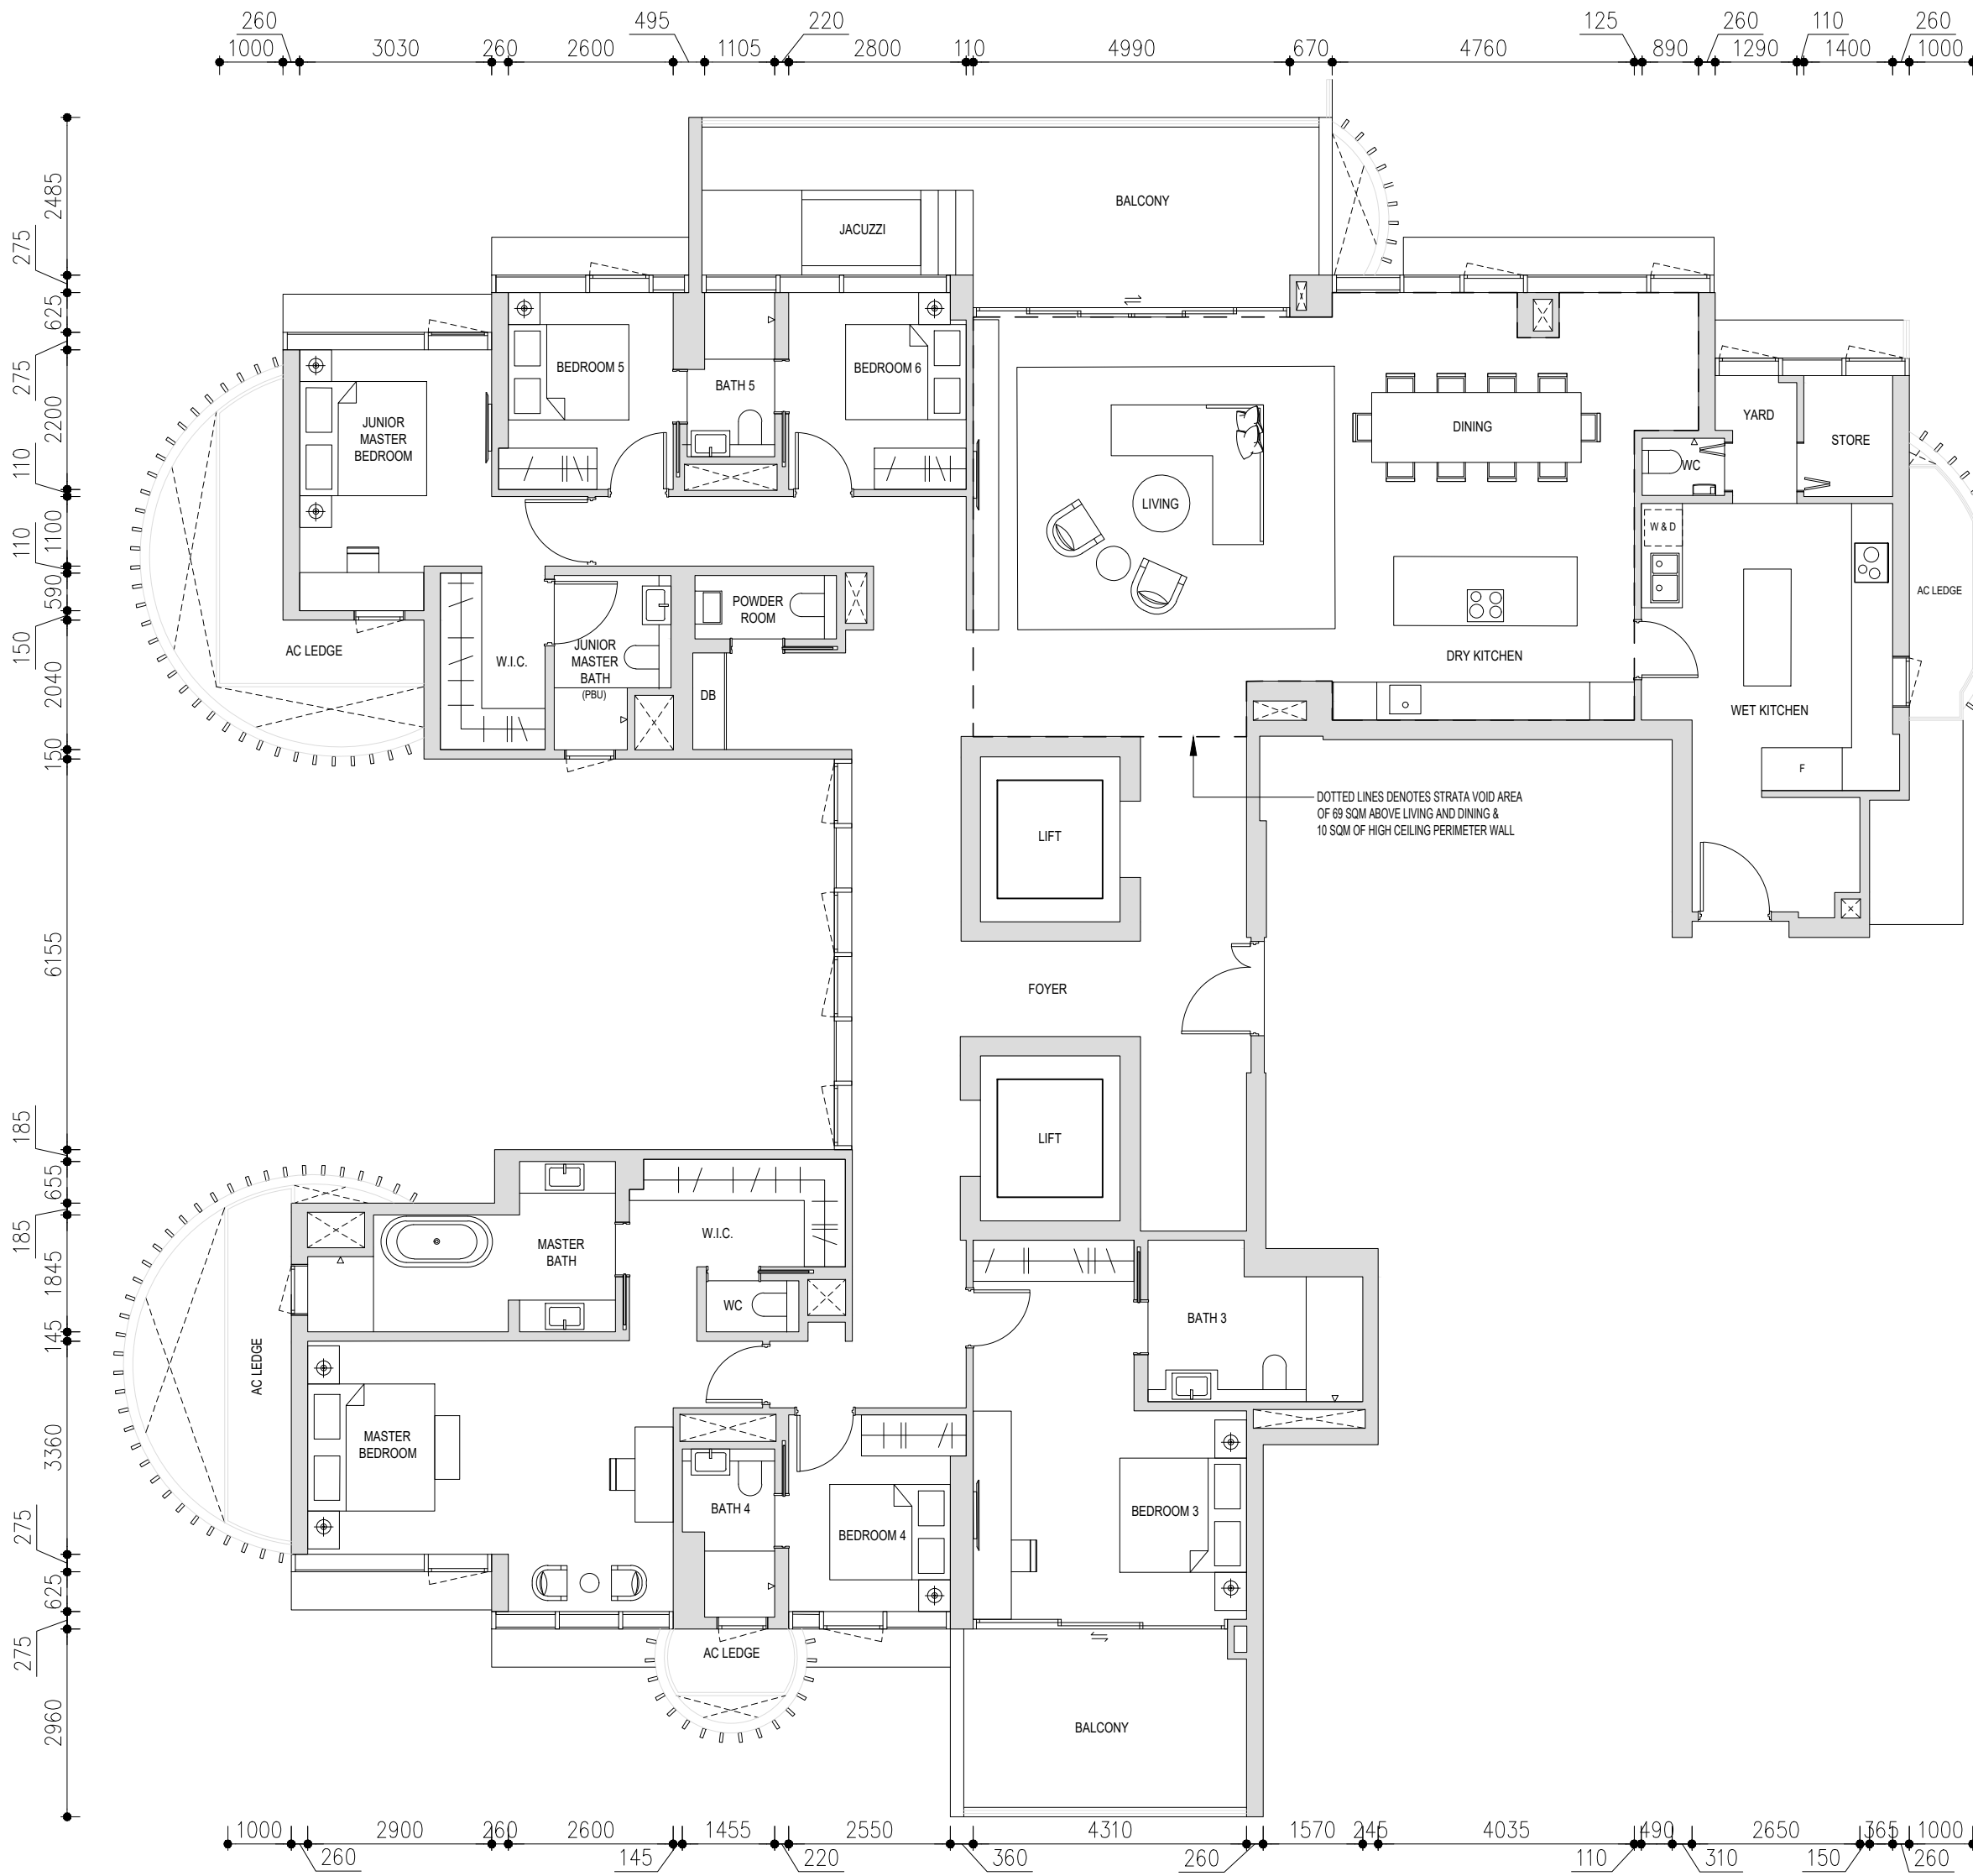 260
495
220
125
260
110
260
1000
3030
260
2600
1105
2800
110
4990
670
4760
890
1290
1400
1000
2485
275
625
275
2200
110
1100
110
590
150
2040
150
6155
185
655
185
1845
145
3360
275
625
275
2960
BALCONY
JACUZZI
JUNIOR
MASTER
BEDROOM
BEDROOM 5
BATH 5
BEDROOM 6
DINING
YARD
STORE
WC
LIVING
W & D
AC LEDGE
POWDER
ROOM
AC LEDGE
W.I.C.
JUNIOR
MASTER
BATH
(PBU)
DB
DRY KITCHEN
WET KITCHEN
F
DOTTED LINES DENOTES STRATA VOID AREA
OF 69 SQM ABOVE LIVING AND DINING &
10 SQM OF HIGH CEILING PERIMETER WALL
LIFT
FOYER
LIFT
MASTER
BATH
W.I.C.
WC
BATH 3
AC LEDGE
MASTER
BEDROOM
BATH 4
BEDROOM 4
BEDROOM 3
AC LEDGE
BALCONY
1000
2900
260
2600
1455
2550
4310
1570
245
4035
490
2650
365
1000
260
145
220
360
260
110
310
150
260